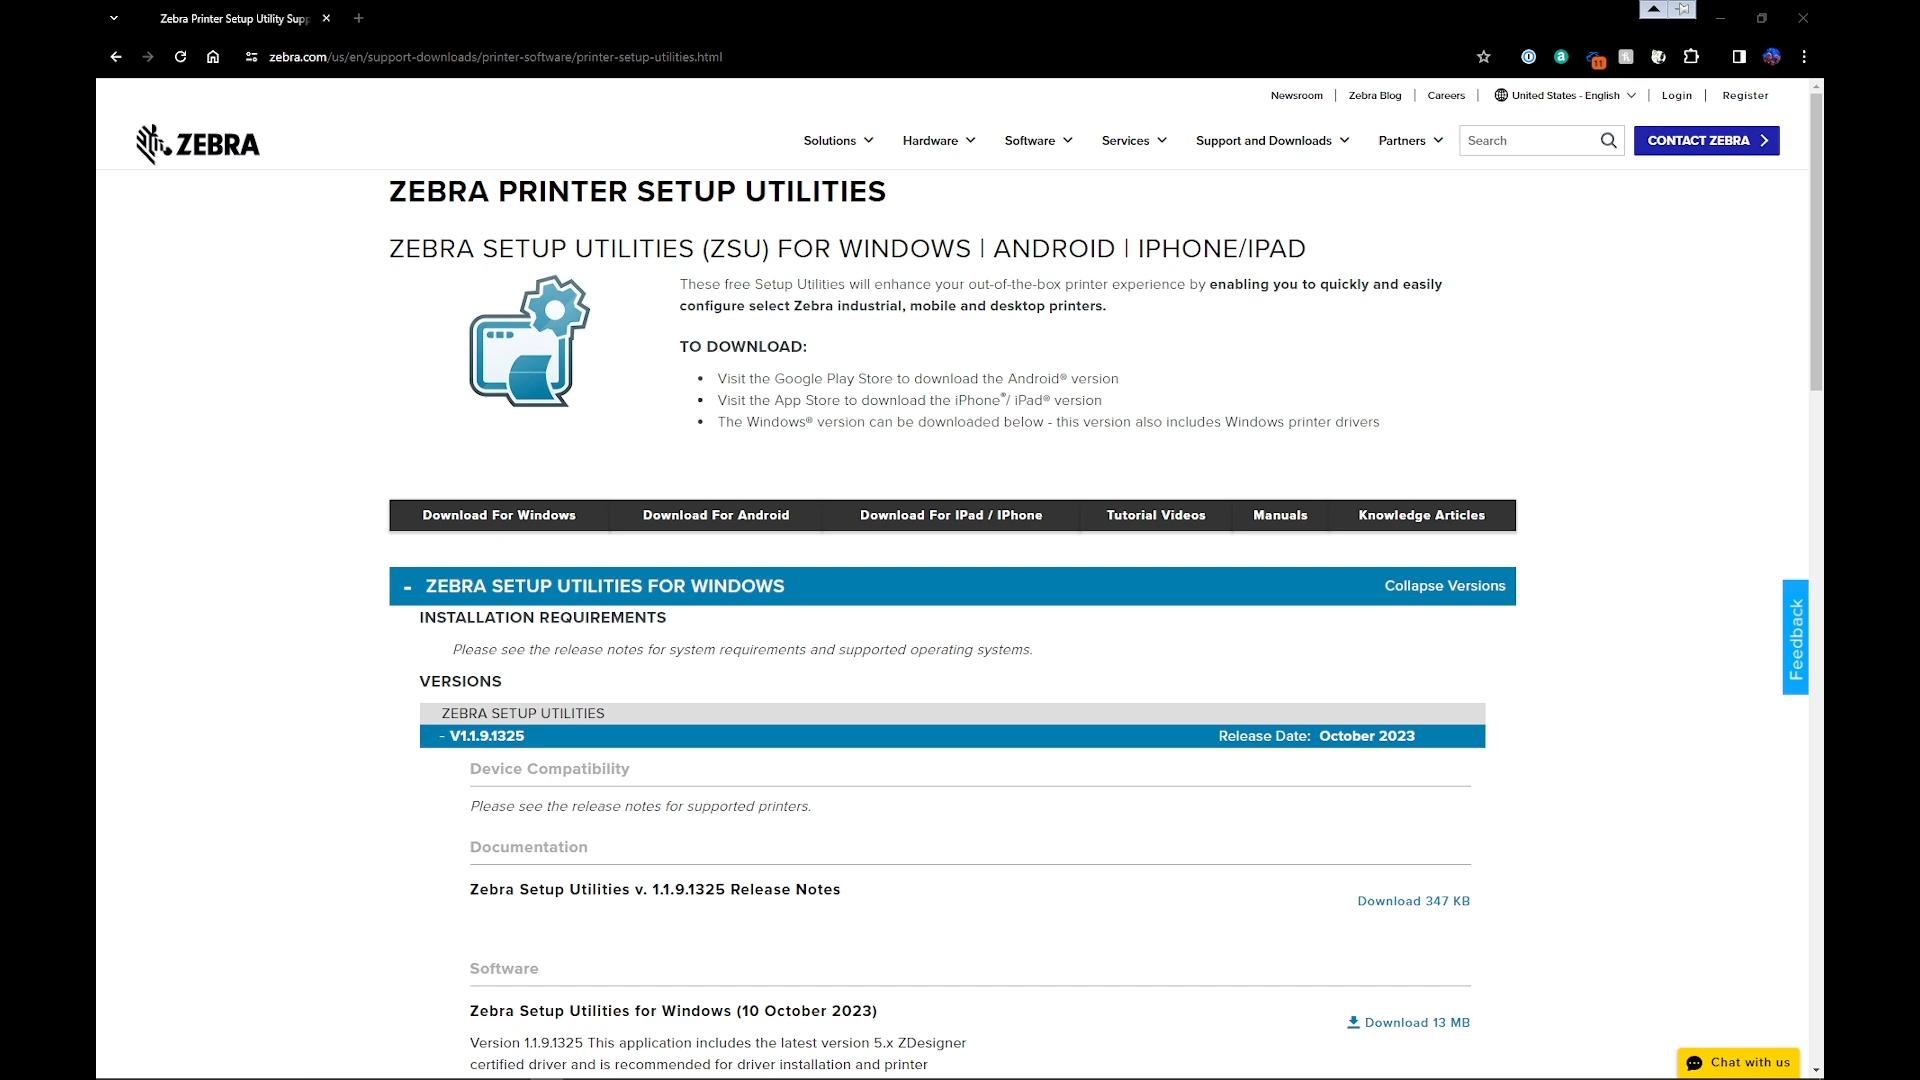 Zebra Printer Setup Utility Supp
zebra.com/us/en/support-downloads/printer-software/printer-setup-utilities.html
11
Newsroom | Zebra Blog | Careers | United States - English | Login | Register
ZEBRA
Solutions Hardware Software Services Support and Downloads Partners Search CONTACT ZEBRA
ZEBRA PRINTER SETUP UTILITIES
ZEBRA SETUP UTILITIES (ZSU) FOR WINDOWS | ANDROID | IPHONE/IPAD
These free Setup Utilities will enhance your out-of-the-box printer experience by enabling you to quickly and easily
configure select Zebra industrial, mobile and desktop printers.
TO DOWNLOAD:
• Visit the Google Play Store to download the Android® version
• Visit the App Store to download the iPhone®/ iPad® version
• The Windows® version can be downloaded below - this version also includes Windows printer drivers
Download For Windows Download For Android Download For IPad / IPhone Tutorial Videos Manuals Knowledge Articles
- ZEBRA SETUP UTILITIES FOR WINDOWS Collapse Versions
INSTALLATION REQUIREMENTS
Please see the release notes for system requirements and supported operating systems.
Feedback
VERSIONS
ZEBRA SETUP UTILITIES
- V1.1.9.1325 Release Date: October 2023
Device Compatibility
Please see the release notes for supported printers.
Documentation
Zebra Setup Utilities v. 1.1.9.1325 Release Notes
Download 347 KB
Software
Zebra Setup Utilities for Windows (10 October 2023)
Download 13 MB
Version 1.1.9.1325 This application includes the latest version 5.x ZDesigner
certified driver and is recommended for driver installation and printer
Chat with us